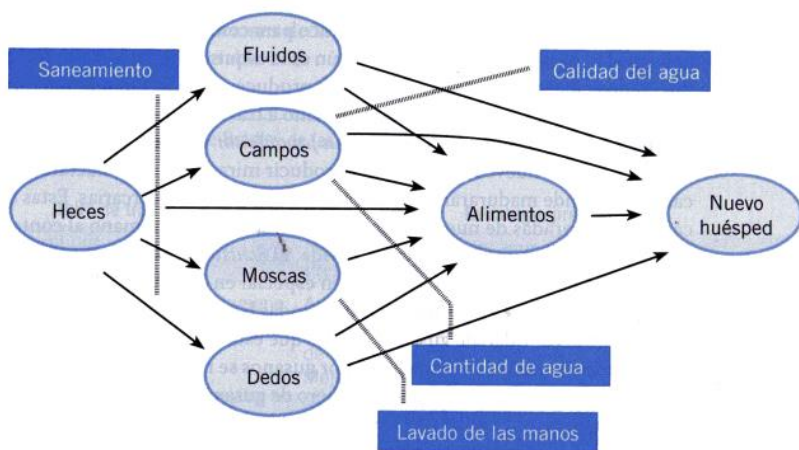 Fluidos
Saneamiento
Calidad del agua
Campos
Heces
Alimentos
Nuevo
huésped
Moscas
Dedos
Cantidad de agua
Lavado de las manos